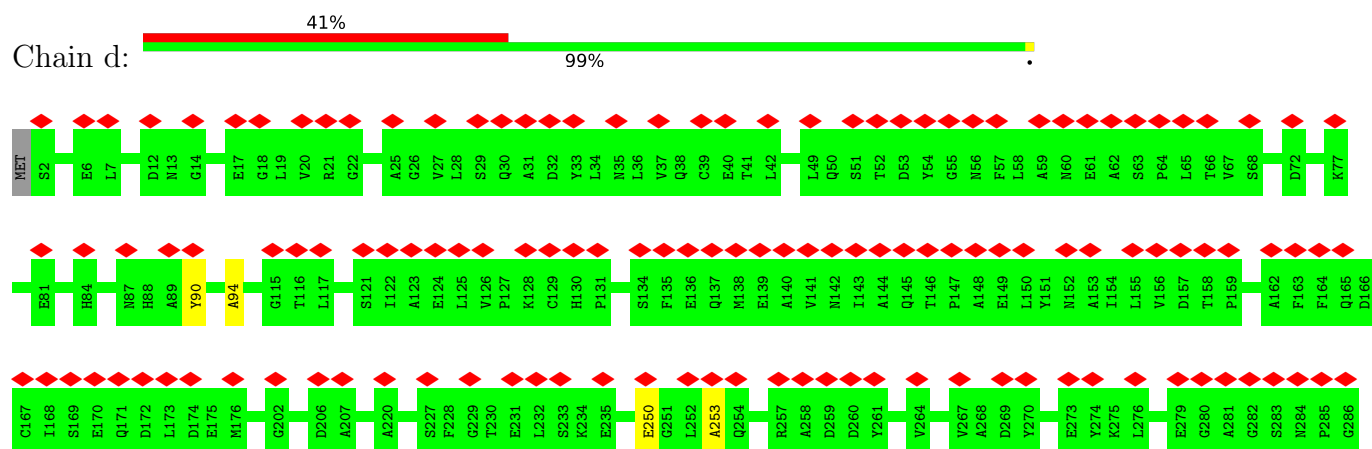 41%
Chain d:
99%
.
MET S2 E6 L7 D12 N13 G14 E17 G18 L19 V20 R21 G22 A25 G26 V27 L28 S29 Q30 A31 D32 Y33 L34 N35 L36 V37 Q38 C39 E40 T41 L42 L49 Q50 S51 T52 D53 Y54 G55 N56 F57 L58 A59 N60 E61 A62 S63 P64 L65 T66 V67 S68 D72 K77
E81 H84 N87 H88 A89 Y90 A94 G115 T116 L117 S121 I122 A123 E124 L125 V126 P127 K128 C129 H130 P131 S134 F135 E136 Q137 M138 E139 A140 V141 N142 I143 A144 Q145 T146 P147 A148 E149 L150 Y151 N152 A153 I154 L155 V156 D157 T158 P159 A162 F163 F164 Q165 D166
C167 I168 S169 E170 Q171 D172 L173 D174 E175 M176 G202 D206 A207 A220 S227 F228 G229 T230 E231 L232 S233 K234 E235 E250 G251 L252 A253 Q254 R257 A258 D259 D260 Y261 V264 V267 A268 D269 Y270 E273 Y274 K275 L276 E279 G280 A281 G282 S283 N284 P285 G286